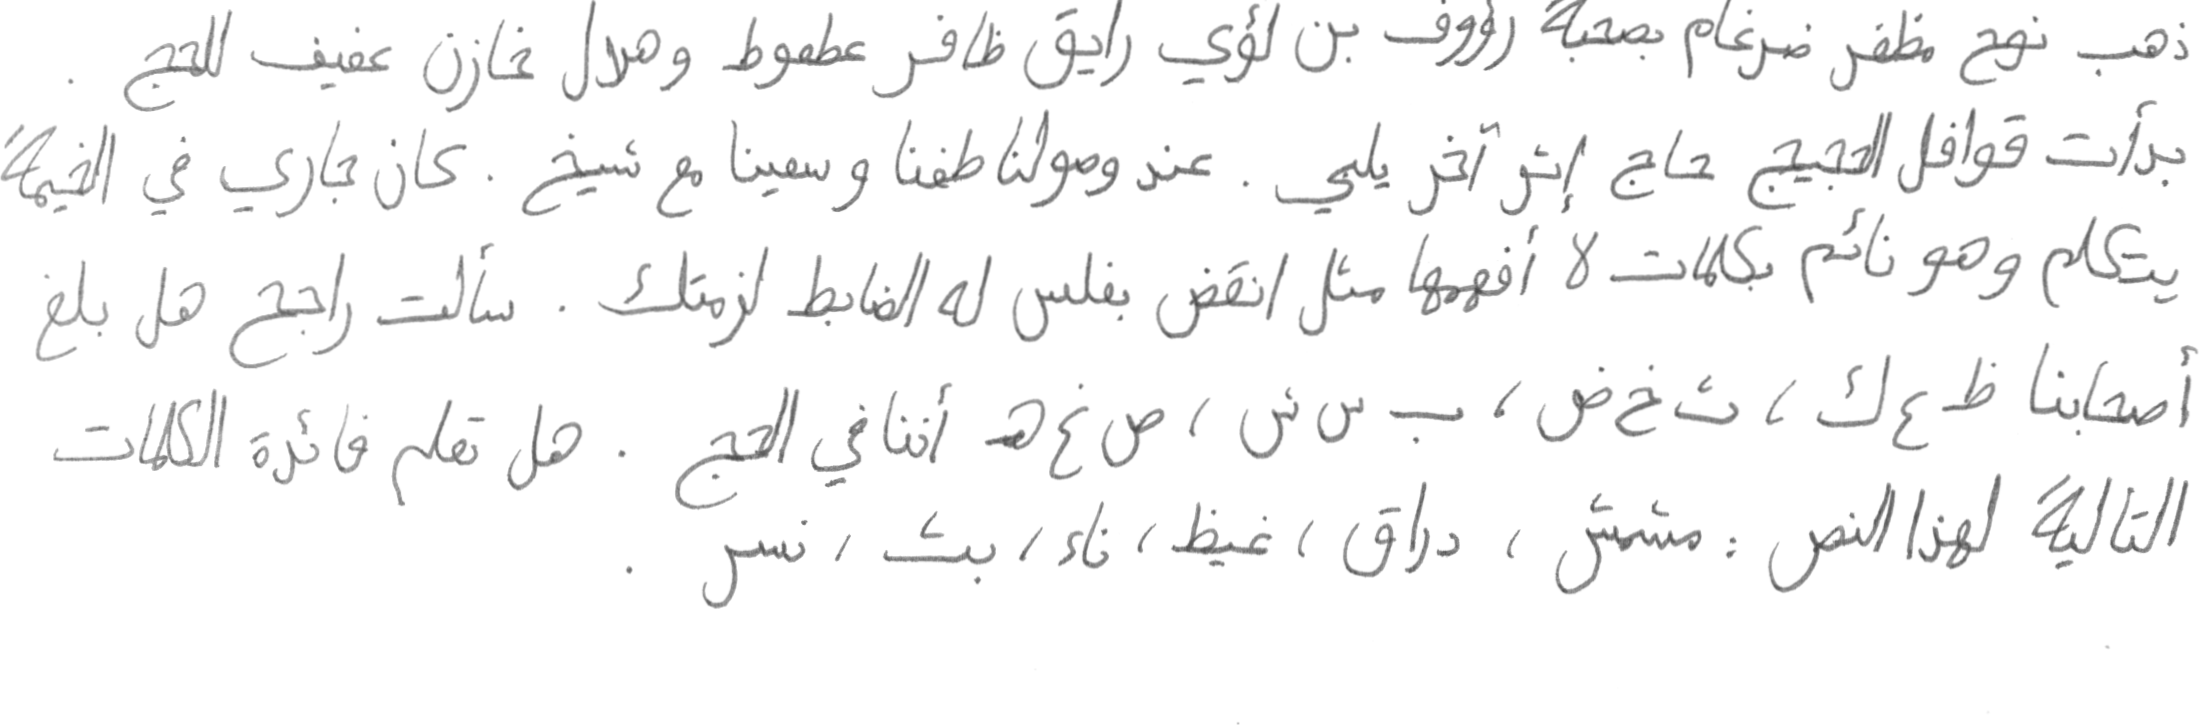 ذهب نوح مظفر ضرغام بصحبة رؤوف بن لؤي رايق ظافر عطعوط وهلال خازن عفيف للحج .
بدأت قوافل الحجيج حاج إثر آخر يلبي . عند وصولنا طفنا وسعينا مع شيخ . كان جاري في الخيمة
يتكلم وهو نائم بكلمات لا أفهمها مثل انقض بفلس له الضابط لزمتك . سألت راجح هل بلغ
أصحابنا ظ ع ك ، ث خ ض ، ب س ش ، ص غ هـ أننا في الحج . هل تعلم فائدة الكلمات
التالية لهذا النص : مشمش ، دراق ، غيظ ، ناء ، بث ، نسر .